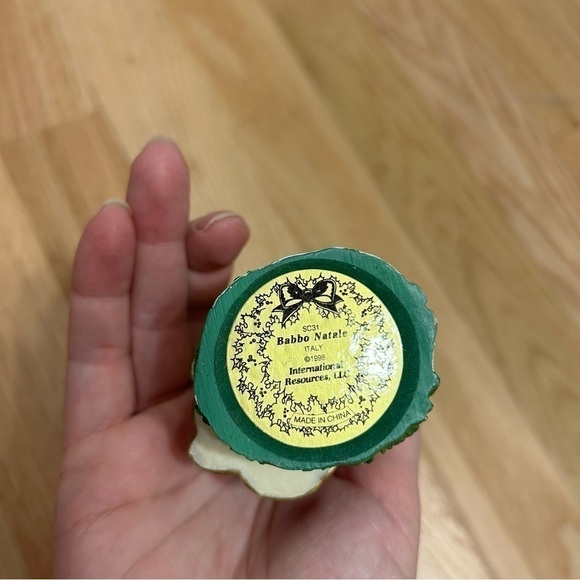 SC31
Babbo Natale
ITALY
©1998
International
Resources, LLC
MADE IN CHINA